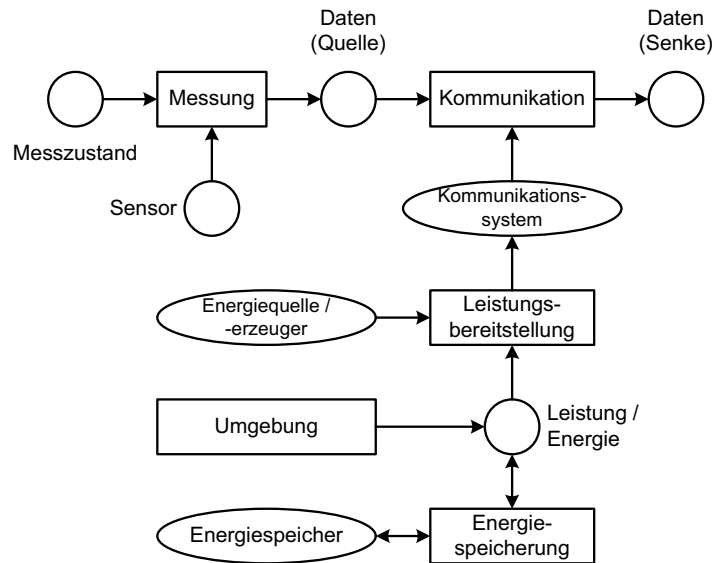 Daten
(Quelle)
Daten
(Senke)
Messung
Kommunikation
Messzustand
Sensor
Kommunikations-
system
Energiequelle /
-erzeuger
Leistungs-
bereitstellung
Umgebung
Leistung /
Energie
Energiespeicher
Energie-
speicherung